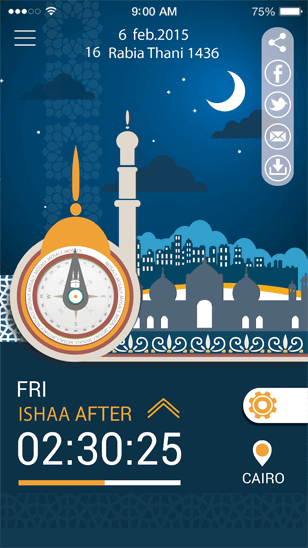 9:00 AM
75%
6 feb.2015
16 Rabia Thani 1436
FRI
ISHAA AFTER
02:30:25
CAIRO